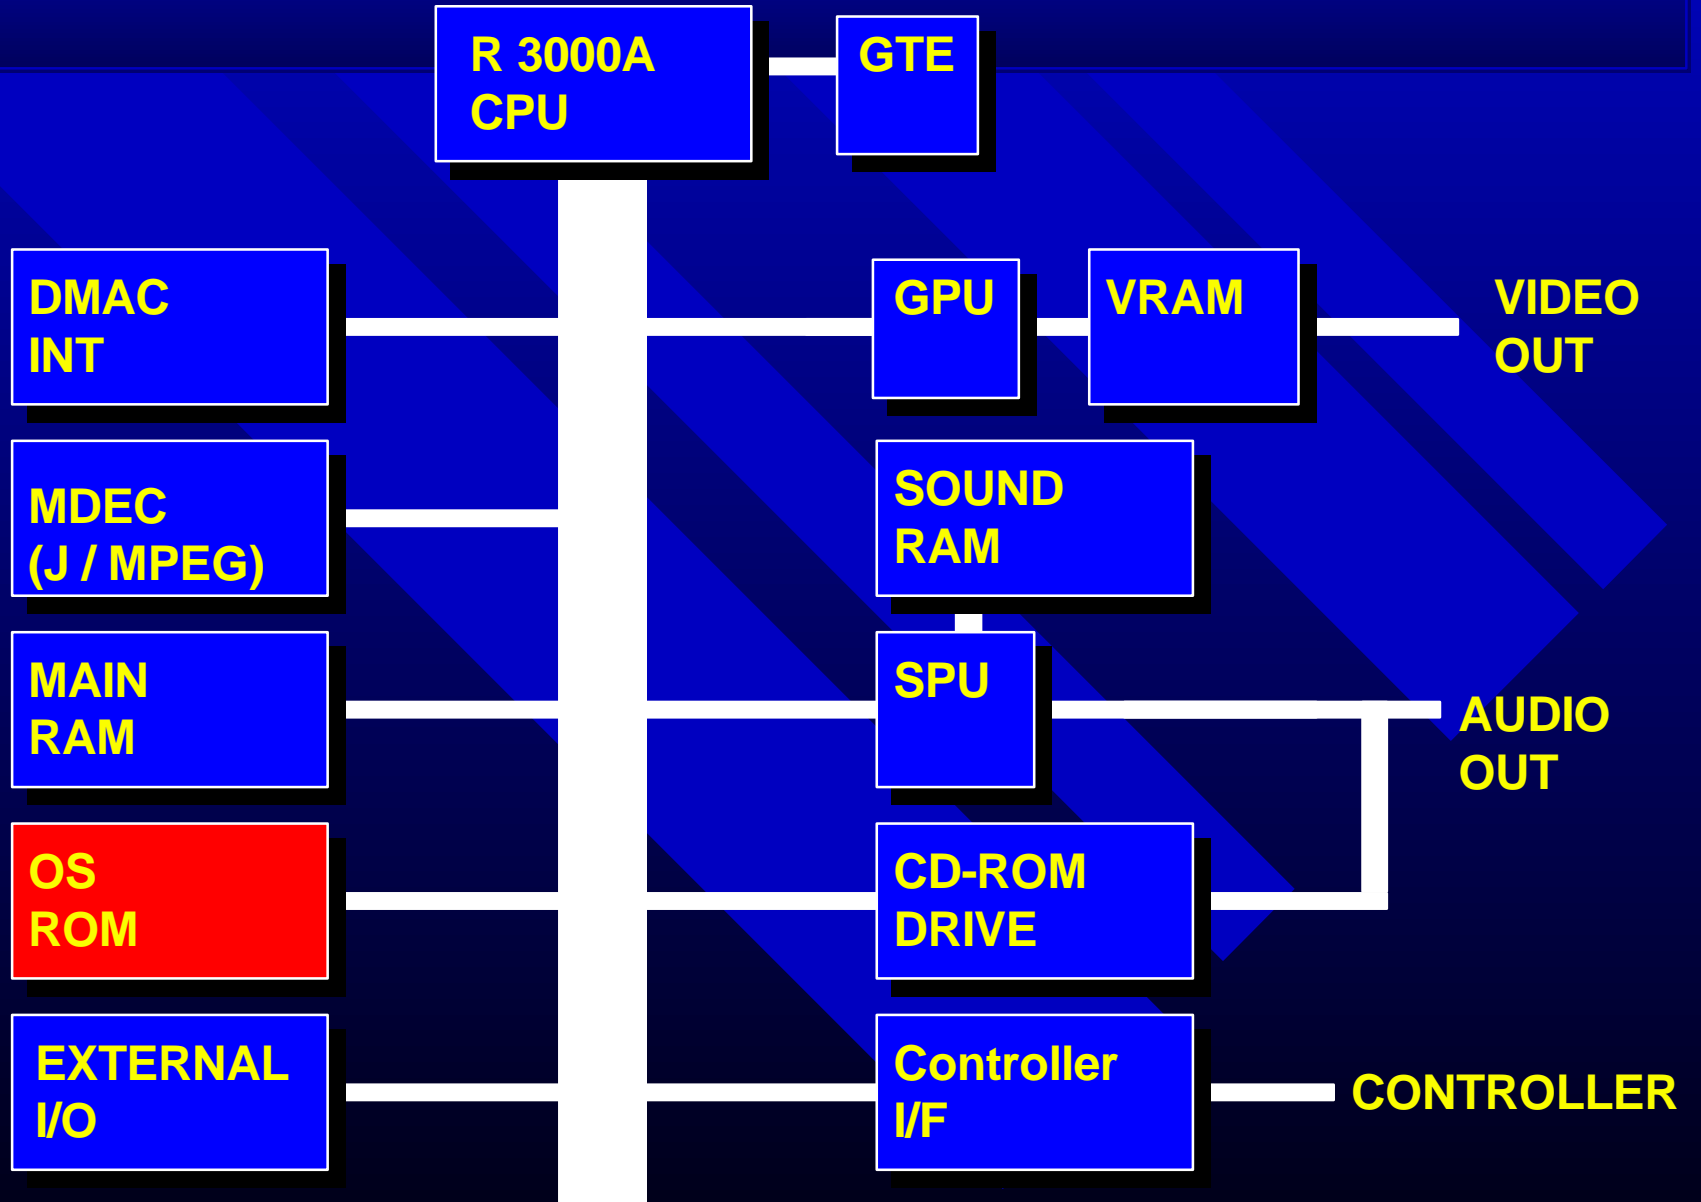 R 3000A
CPU
GTE
DMAC
INT
GPU
VRAM
VIDEO
OUT
MDEC
(J / MPEG)
SOUND
RAM
MAIN
RAM
SPU
AUDIO
OUT
OS
ROM
CD-ROM
DRIVE
EXTERNAL
I/O
Controller
I/F
CONTROLLER